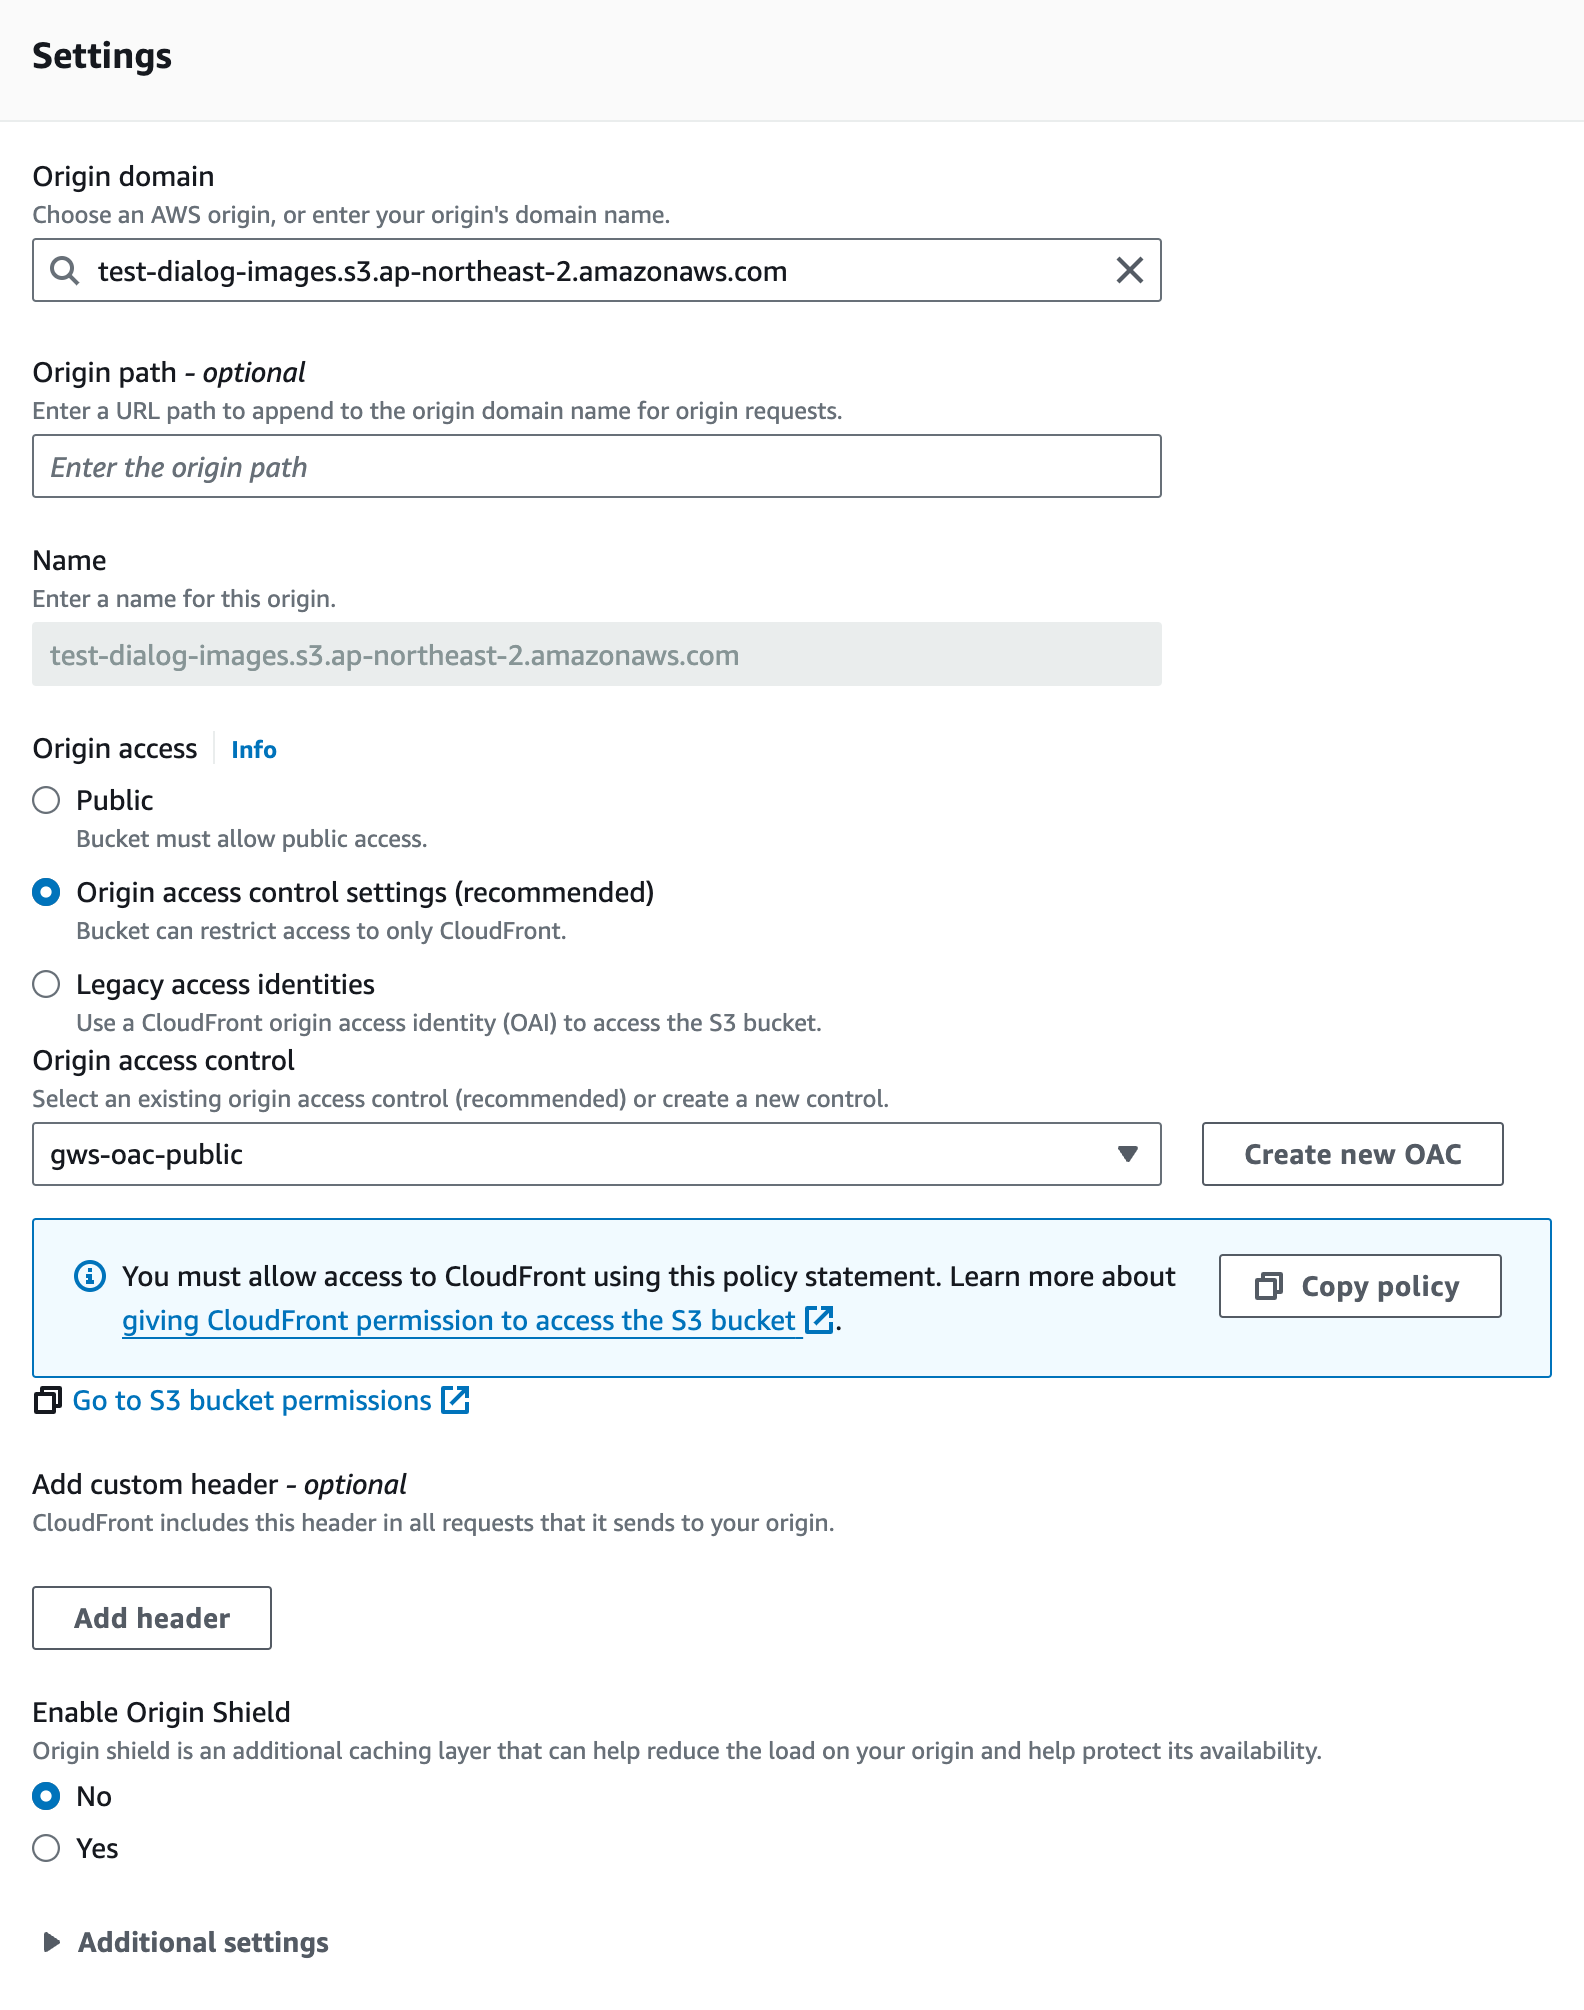 Settings
Origin domain
Choose an AWS origin, or enter your origin's domain name.
test-dialog-images.s3.ap-northeast-2.amazonaws.com
Origin path - optional
Enter a URL path to append to the origin domain name for origin requests.
Enter the origin path
Name
Enter a name for this origin.
test-dialog-images.s3.ap-northeast-2.amazonaws.com
Origin access Info
Public
Bucket must allow public access.
Origin access control settings (recommended)
Bucket can restrict access to only CloudFront.
Legacy access identities
Use a CloudFront origin access identity (OAI) to access the S3 bucket.
Origin access control
Select an existing origin access control (recommended) or create a new control.
gws-oac-public
Create new OAC
You must allow access to CloudFront using this policy statement. Learn more about
giving CloudFront permission to access the S3 bucket.
Copy policy
Go to S3 bucket permissions
Add custom header - optional
CloudFront includes this header in all requests that it sends to your origin.
Add header
Enable Origin Shield
Origin shield is an additional caching layer that can help reduce the load on your origin and help protect its availability.
No
Yes
Additional settings